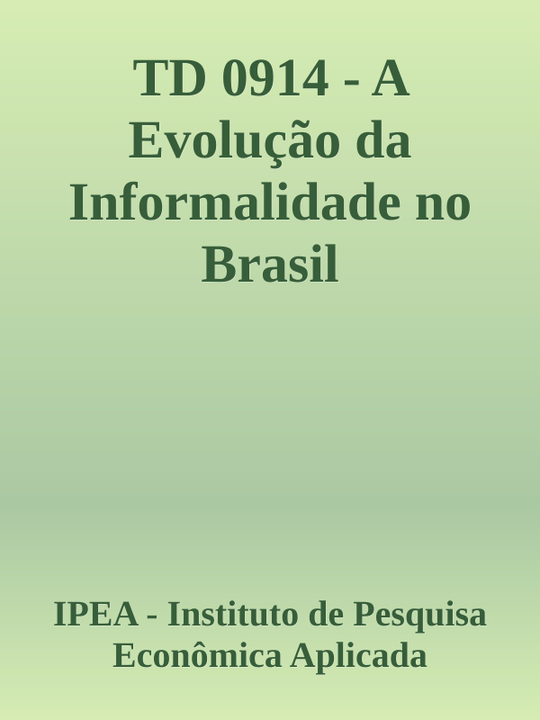 TD 0914 - A
Evolução da
Informalidade no
Brasil
IPEA - Instituto de Pesquisa
Econômica Aplicada